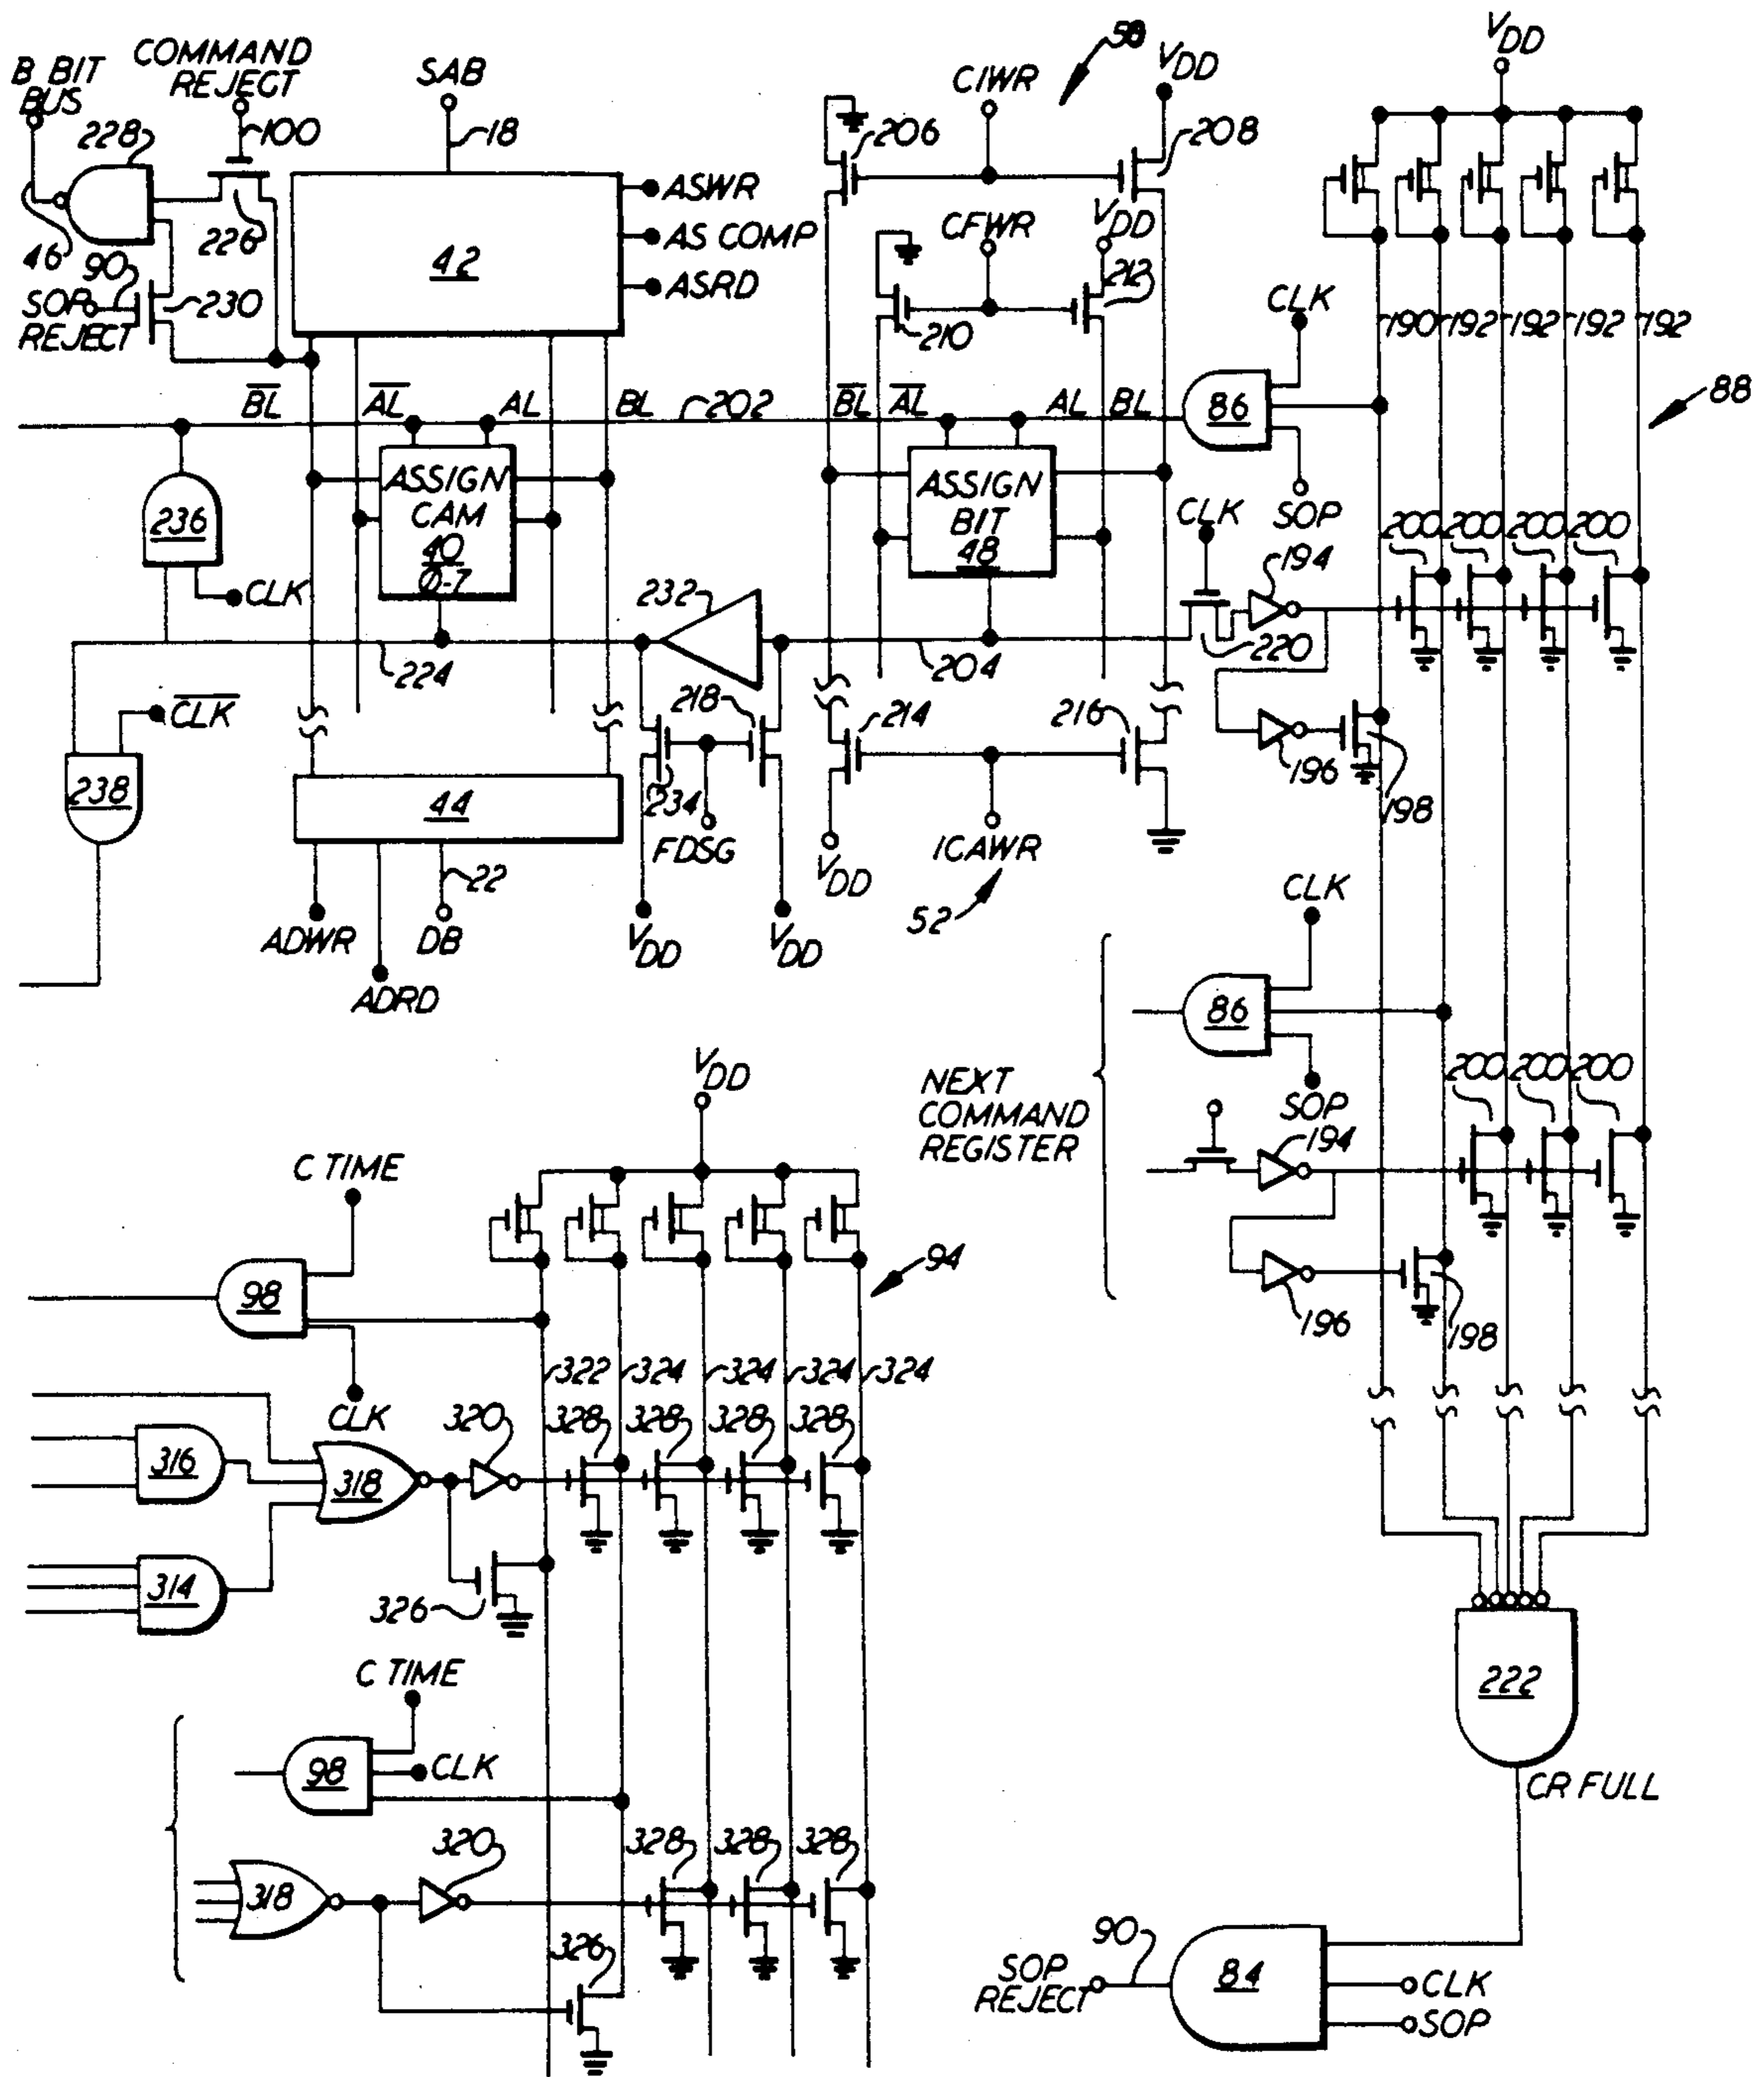 B BIT
BUS
COMMAND
REJECT
SAB
CIWR
58
VDD
VDD
228
100
18
206
208
ASWR
46
226
42
AS COMP
CFWR
VDD
90
SOP
REJECT
230
ASRD
210
212
CLK
190
192
192
192
192
88
BL
AL
AL
BL
202
BL
AL
AL
BL
86
SOP
236
CLK
ASSIGN
CAM
40
Ø-7
ASSIGN
BIT
48
CLK
194
200
200
200
200
232
224
204
220
CLK
218
214
216
196
198
238
44
234
FDSG
VDD
ICAWR
52
22
ADWR
DB
ADRD
VDD
VDD
CLK
86
SOP
NEXT
COMMAND
REGISTER
194
200
200
200
196
198
VDD
C TIME
98
94
CLK
322
324
324
324
324
316
318
320
328
328
328
328
314
326
C TIME
98
CLK
318
320
328
328
328
326
222
CR FULL
90
SOP
REJECT
84
CLK
SOP